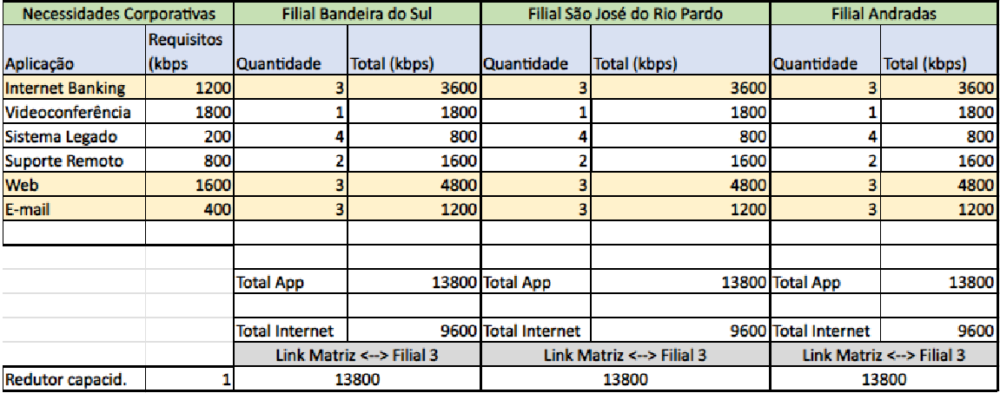 Necessidades Corporativas Filial Bandeira do Sul Filial São José do Rio Pardo Filial Andradas
Aplicação Requisitos (kbps Quantidade Total (kbps) Quantidade Total (kbps) Quantidade Total (kbps)
Internet Banking 1200 3 3600 3 3600 3 3600
Videoconferência 1800 1 1800 1 1800 1 1800
Sistema Legado 200 4 800 4 800 4 800
Suporte Remoto 800 2 1600 2 1600 2 1600
Web 1600 3 4800 3 4800 3 4800
E-mail 400 3 1200 3 1200 3 1200
Total App 13800 Total App 13800 Total App 13800
Total Internet 9600 Total Internet 9600 Total Internet 9600
Link Matriz <--> Filial 3 Link Matriz <--> Filial 3 Link Matriz <--> Filial 3
Redutor capacid. 1 13800 13800 13800